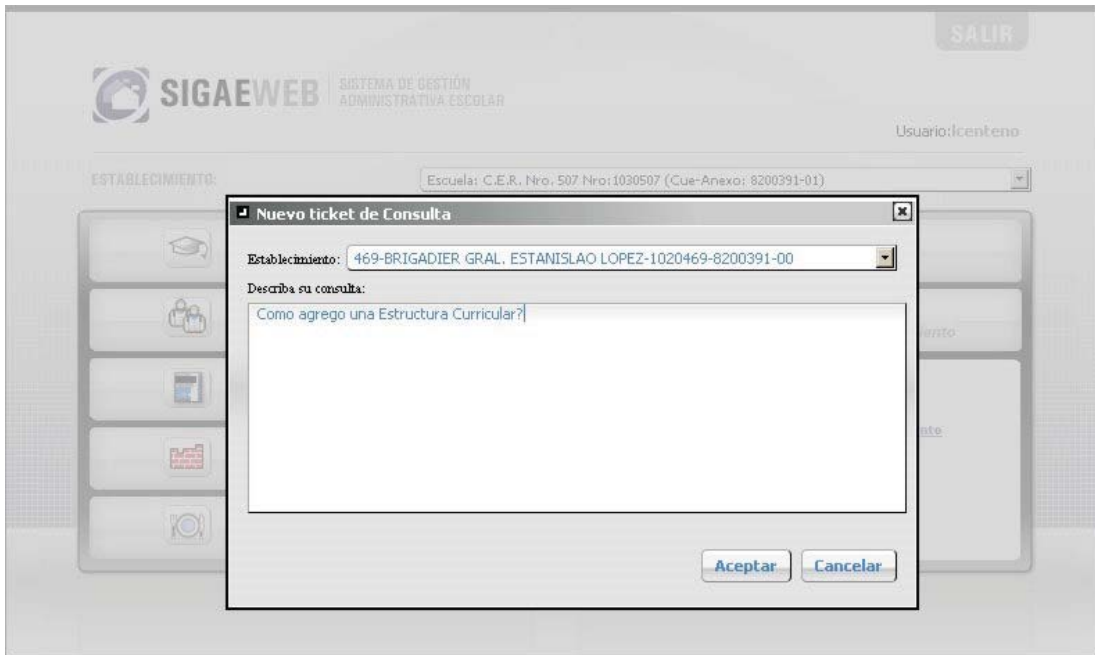 SALIR
SIGAEWEB
SISTEMA DE GESTIÓN
ADMINISTRATIVA ESCOLAR
Usuario:lcenteno
ESTABLECIMIENTO:
Escuela: C.E.R. Nro. 507 Nro:1030507 (Cue-Anexo: 8200391-01)
Nuevo ticket de Consulta
Establecimiento:
469-BRIGADIER GRAL. ESTANISLAO LOPEZ-1020469-8200391-00
Describa su consulta:
Como agrego una Estructura Curricular?
Aceptar
Cancelar